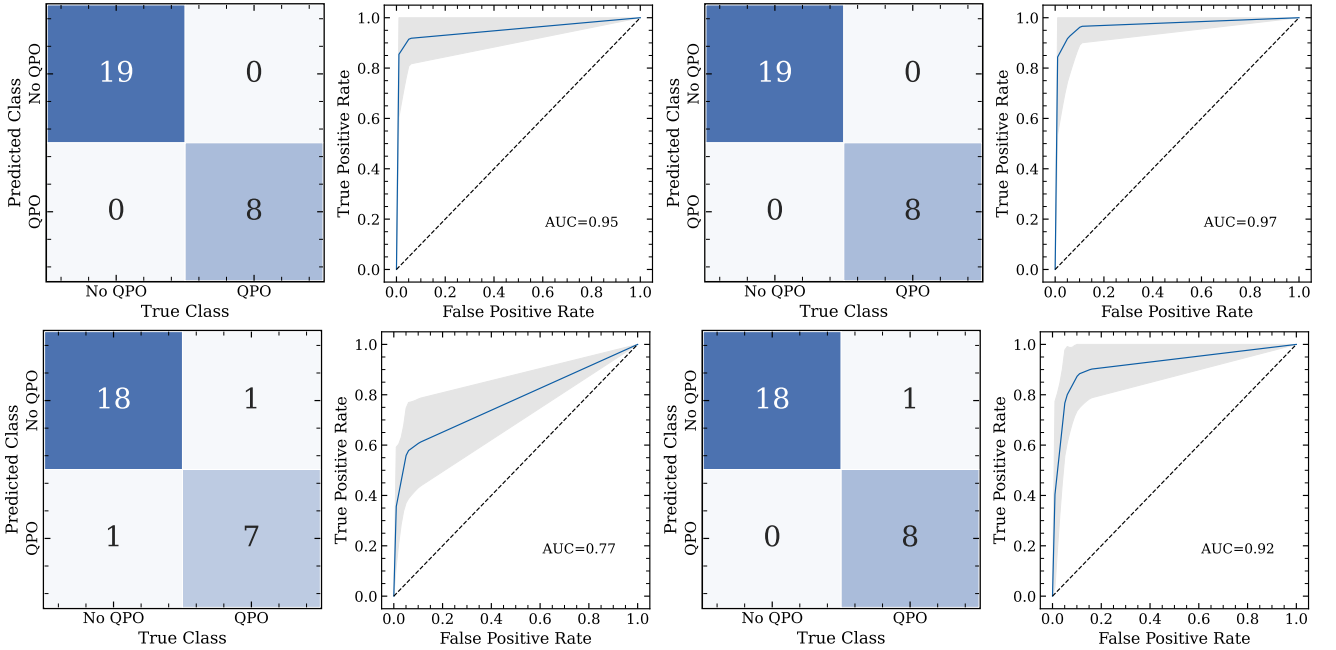 Predicted Class
No QPO
QPO
19
0
0
8
No QPO
QPO
True Class
True Positive Rate
1.0
0.8
0.6
0.4
0.2
0.0
AUC=0.95
0.0 0.2 0.4 0.6 0.8 1.0
False Positive Rate
Predicted Class
No QPO
QPO
19
0
0
8
No QPO
QPO
True Class
True Positive Rate
1.0
0.8
0.6
0.4
0.2
0.0
AUC=0.97
0.0 0.2 0.4 0.6 0.8 1.0
False Positive Rate
Predicted Class
No QPO
QPO
18
1
1
7
No QPO
QPO
True Class
True Positive Rate
1.0
0.8
0.6
0.4
0.2
0.0
AUC=0.77
0.0 0.2 0.4 0.6 0.8 1.0
False Positive Rate
Predicted Class
No QPO
QPO
18
1
0
8
No QPO
QPO
True Class
True Positive Rate
1.0
0.8
0.6
0.4
0.2
0.0
AUC=0.92
0.0 0.2 0.4 0.6 0.8 1.0
False Positive Rate